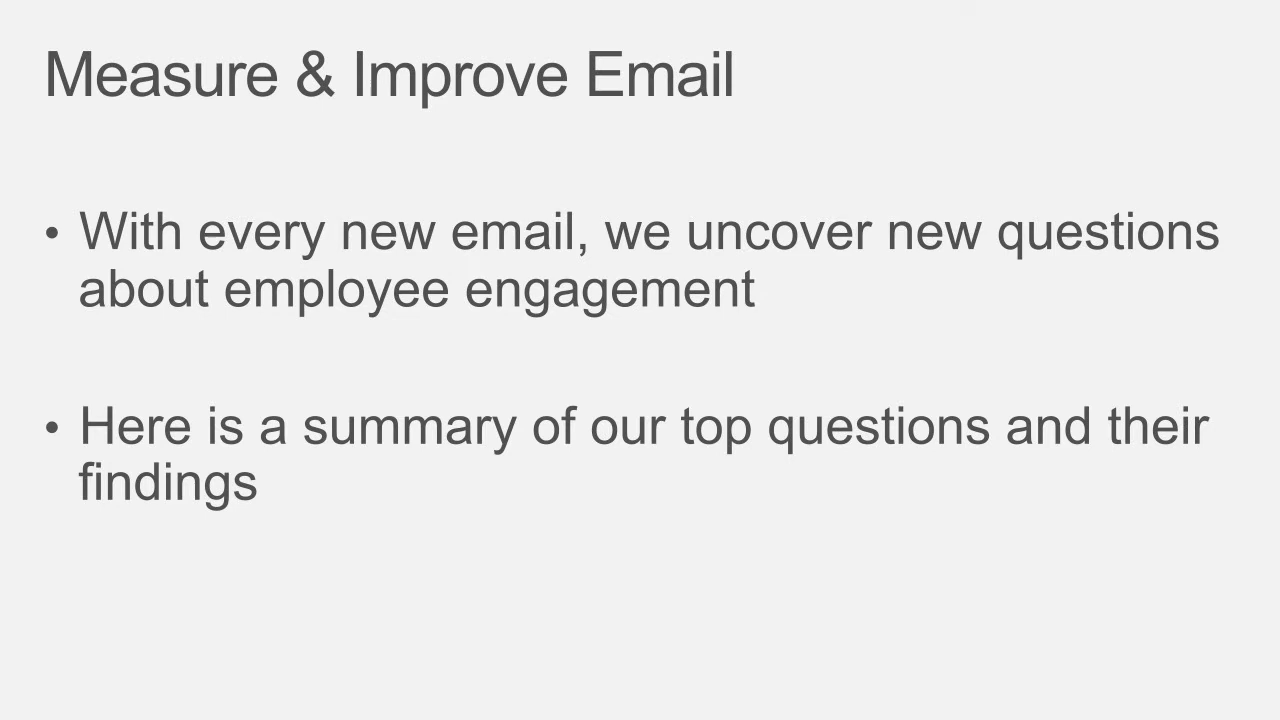 Measure & Improve Email
• With every new email, we uncover new questions
about employee engagement
• Here is a summary of our top questions and their
findings